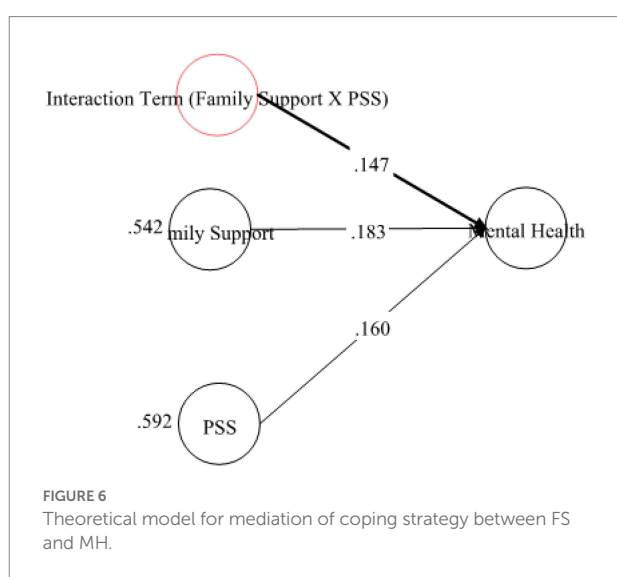 Interaction Term (Family Support X PSS)
.147
.542 mily Support
.183
Mental Health
.160
.592
PSS
FIGURE 6
Theoretical model for mediation of coping strategy between FS
and MH.